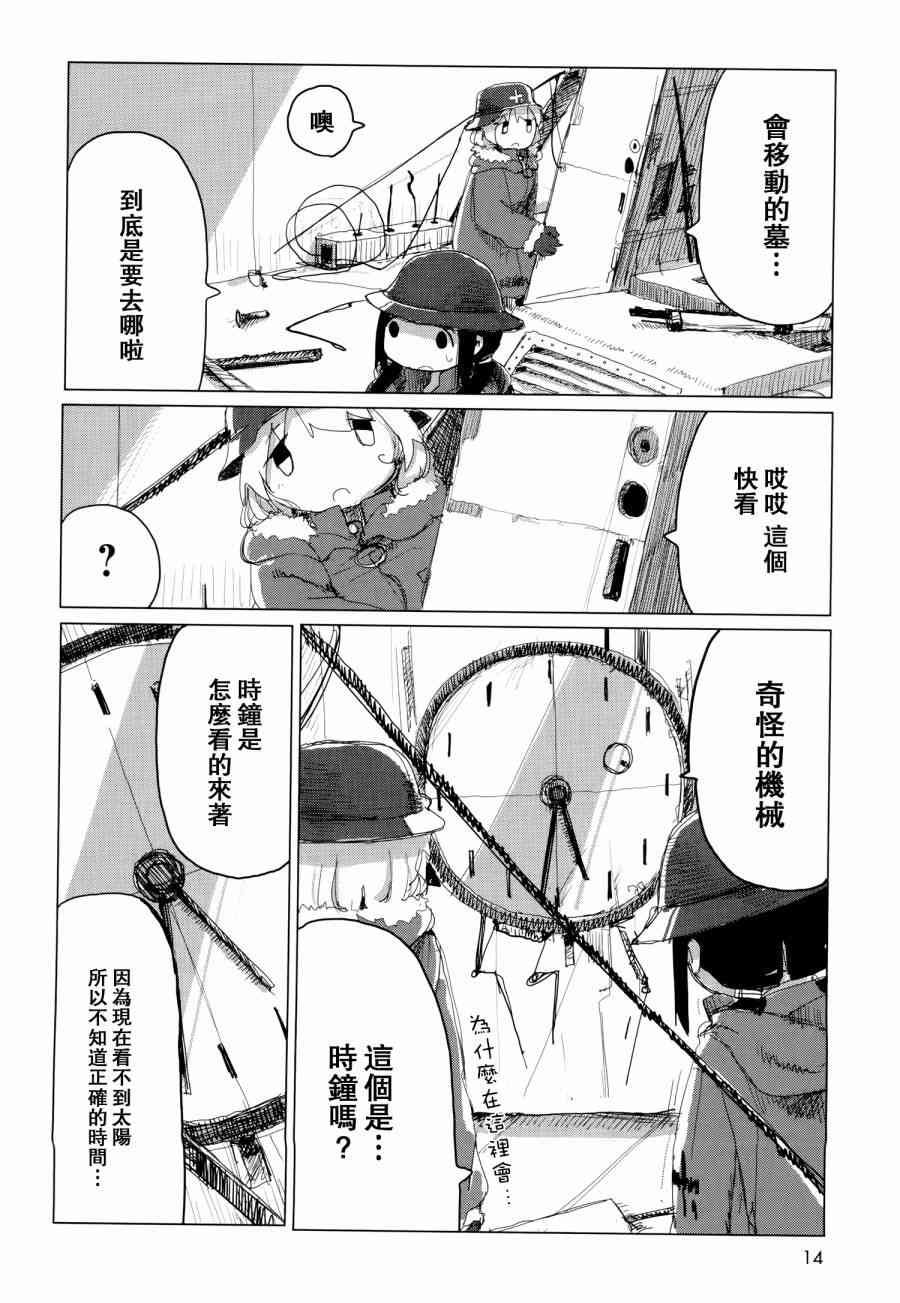 會移動的墓…
噢
到底是要去哪啦
哎哎 這個
快看
?
奇怪的機械
為什麼在這裡會…
這個是…
時鐘嗎?
時鐘是
怎麼看的來著
因為現在看不到太陽
所以不知道正確的時間…
14